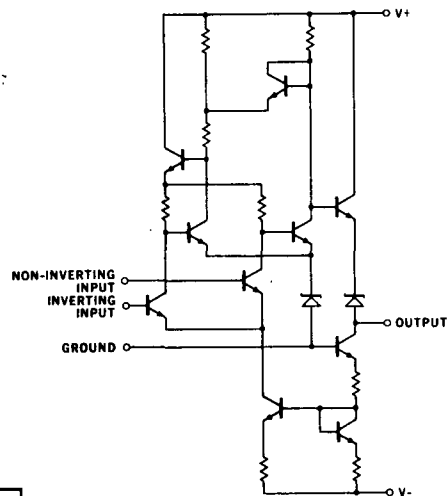 V+
NON-INVERTING
INPUT
INVERTING
INPUT
OUTPUT
GROUND
V-